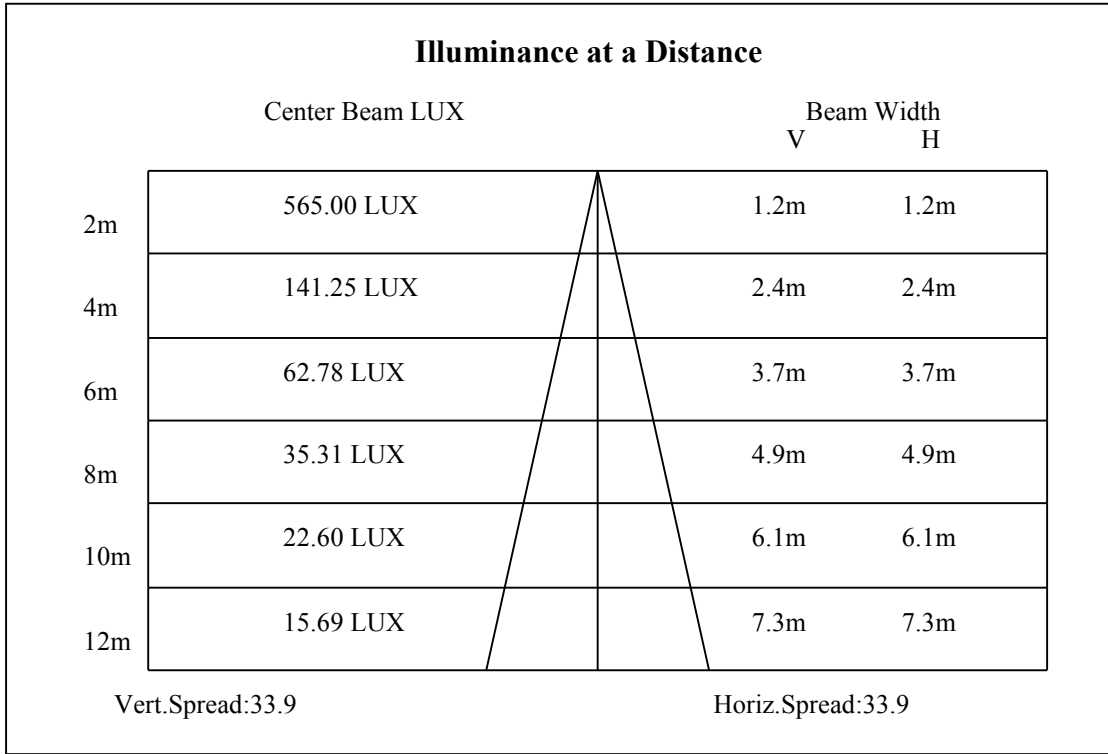 Illuminance at a Distance
Center Beam LUX Beam Width
V H
2m 565.00 LUX 1.2m 1.2m
4m 141.25 LUX 2.4m 2.4m
6m 62.78 LUX 3.7m 3.7m
8m 35.31 LUX 4.9m 4.9m
10m 22.60 LUX 6.1m 6.1m
12m 15.69 LUX 7.3m 7.3m
Vert.Spread:33.9 Horiz.Spread:33.9